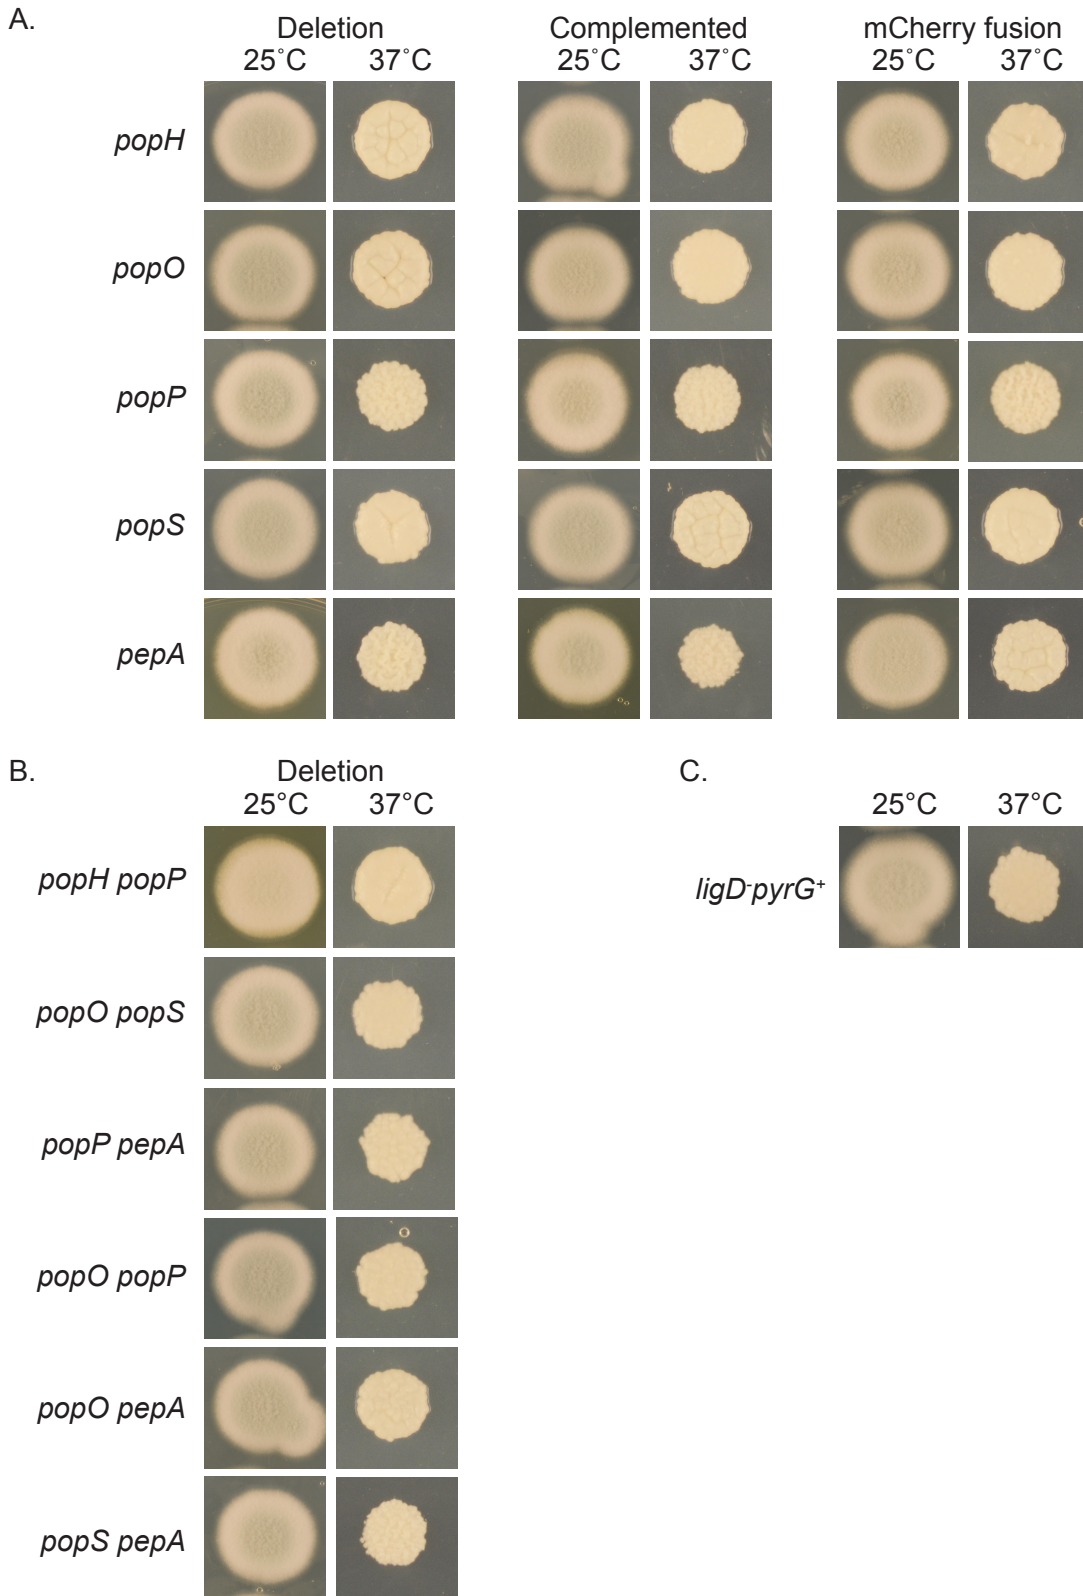 A.
Deletion Complemented mCherry fusion
25˚C 37˚C 25˚C 37˚C 25˚C 37˚C
popH
popO
popP
popS
pepA
B. C.
Deletion
25°C 37°C 25°C 37°C
popH popP
ligD⁻pyrG⁺
popO popS
popP pepA
popO popP
popO pepA
popS pepA